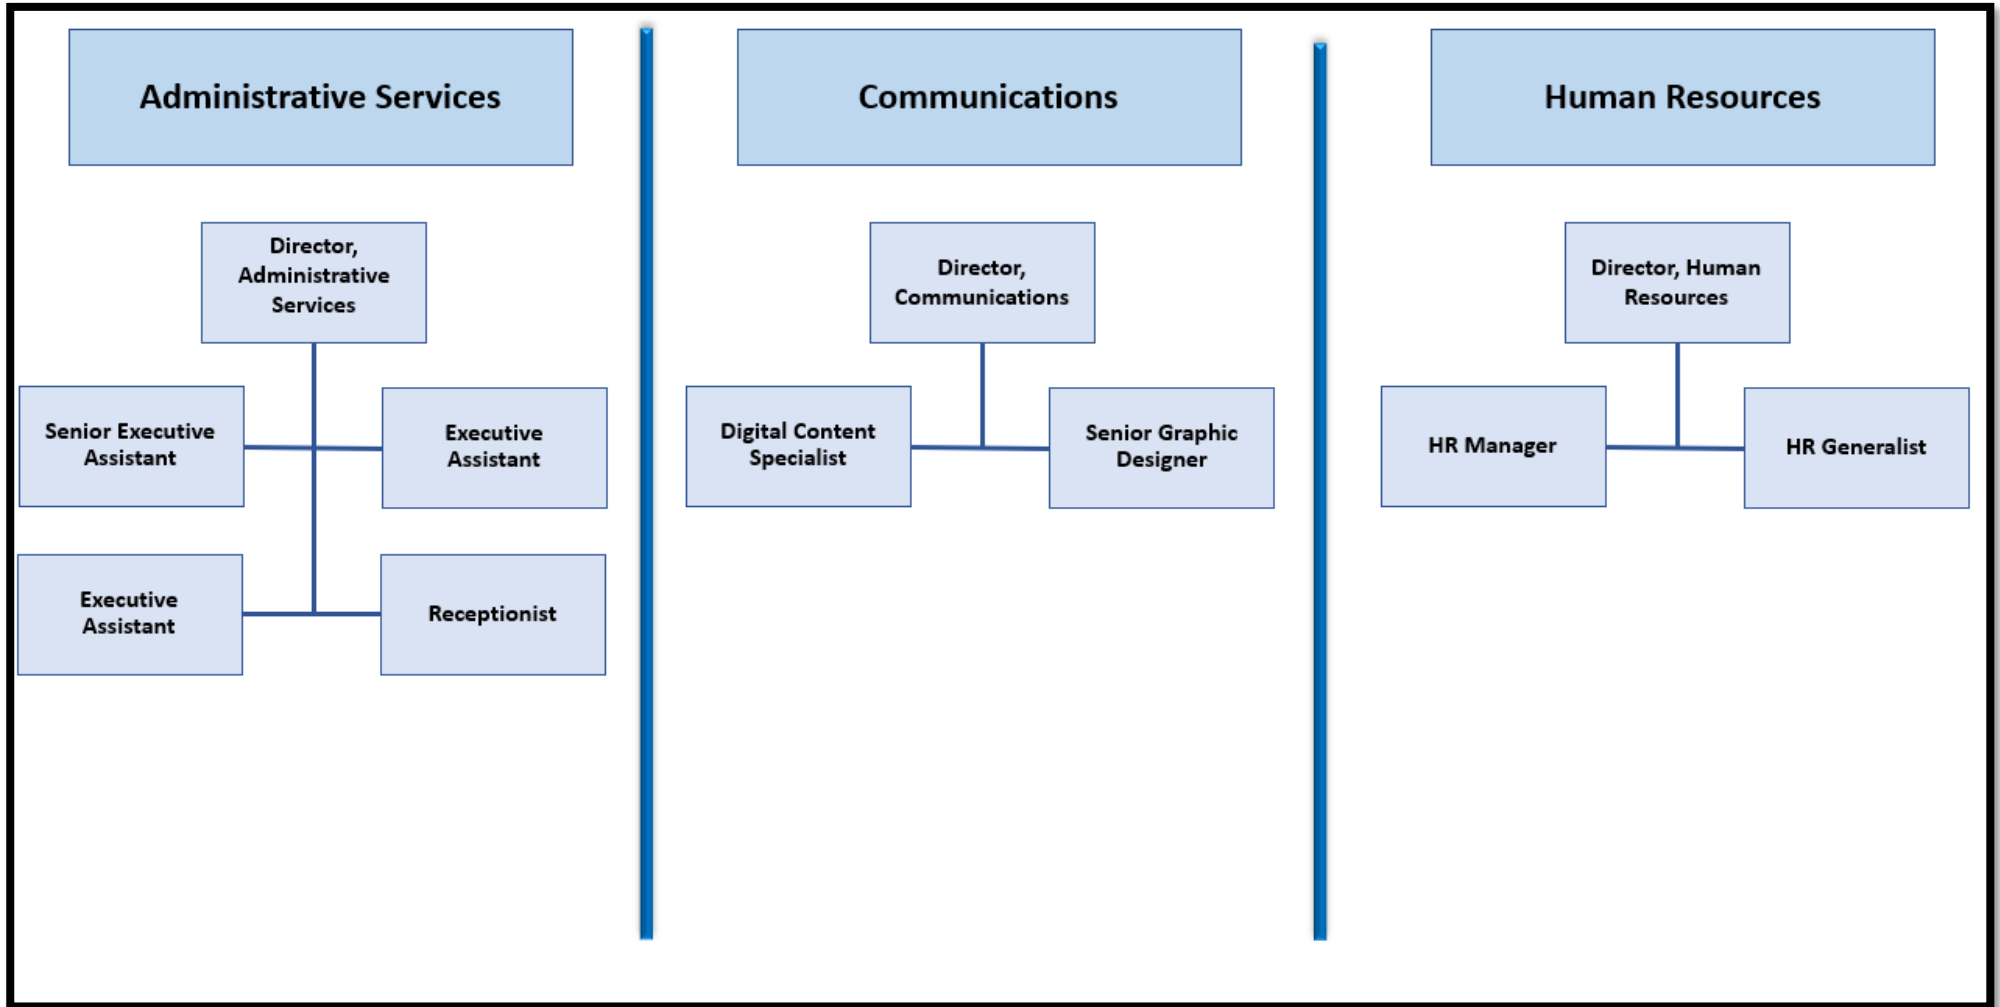 Administrative Services
Communications
Human Resources
Director,
Administrative
Services
Director,
Communications
Director, Human
Resources
Senior Executive
Assistant
Executive
Assistant
Digital Content
Specialist
Senior Graphic
Designer
HR Manager
HR Generalist
Executive
Assistant
Receptionist